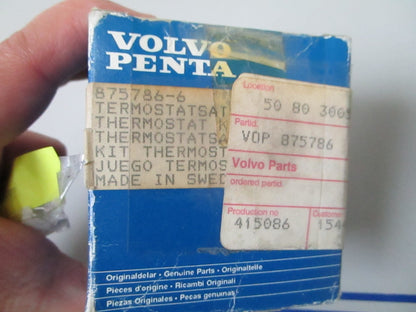 VOLVO
PENTA
875786-6
TERMOSTATSAT
THERMOSTAT K
THERMOSTATSA
KIT THERMOST
JUEGO TERMOS
MADE IN SWED
Location
50 80 3005
Partid.
VOP 875786
Volvo Parts
ordered partid.
Production no
415086
Customer
154
Originaldelar • Genuine Parts • Originalteile
Pieces d'origine • Ricambi Originali
Piezas Originales • Pecas genuinas